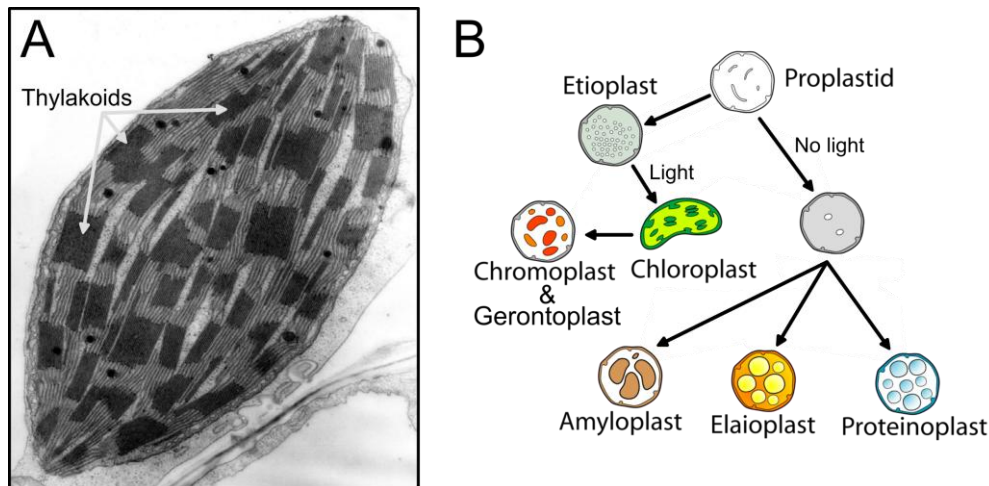 A
Thylakoids
B
Proplastid
Etioplast
No light
Light
Chromoplast
&
Gerontoplast
Chloroplast
Amyloplast
Elaioplast
Proteinoplast